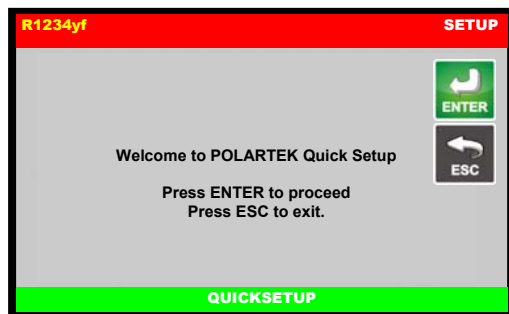 R1234yf
SETUP
ENTER
ESC
Welcome to POLARTEK Quick Setup
Press ENTER to proceed
Press ESC to exit.
QUICKSETUP